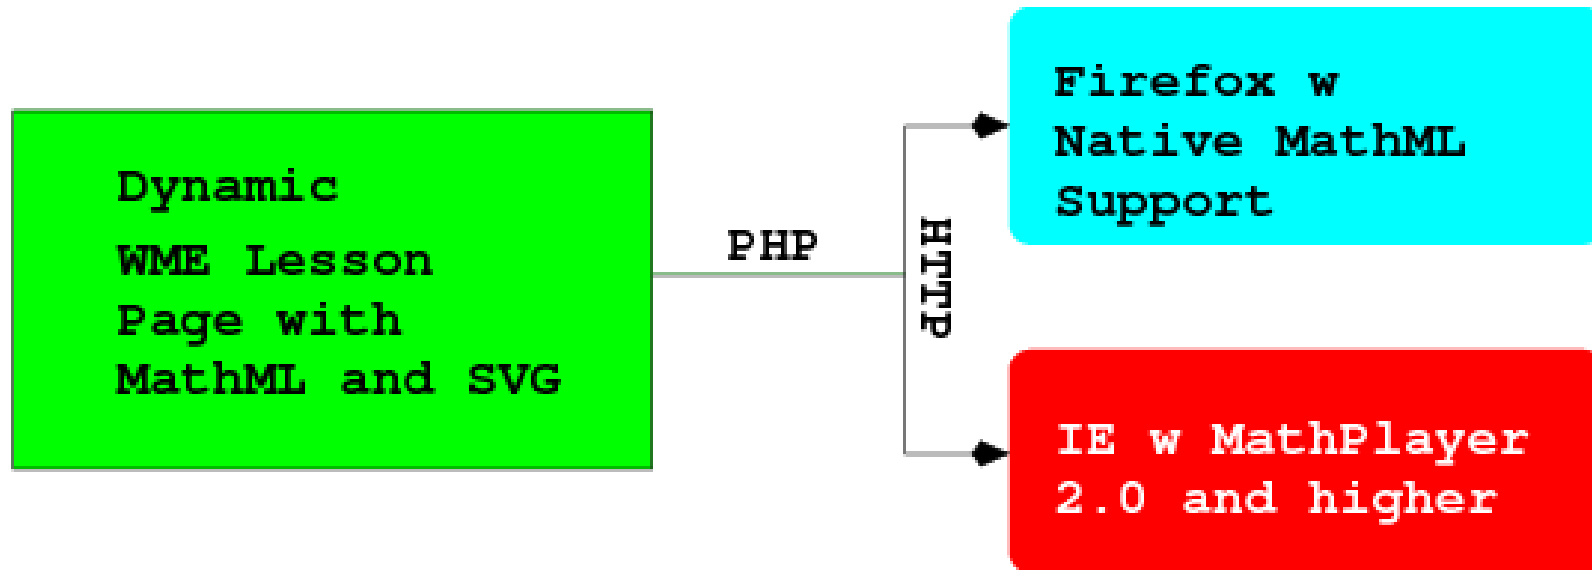 Dynamic
WME Lesson
Page with
MathML and SVG
PHP
HTTP
Firefox w
Native MathML
Support
IE w MathPlayer
2.0 and higher